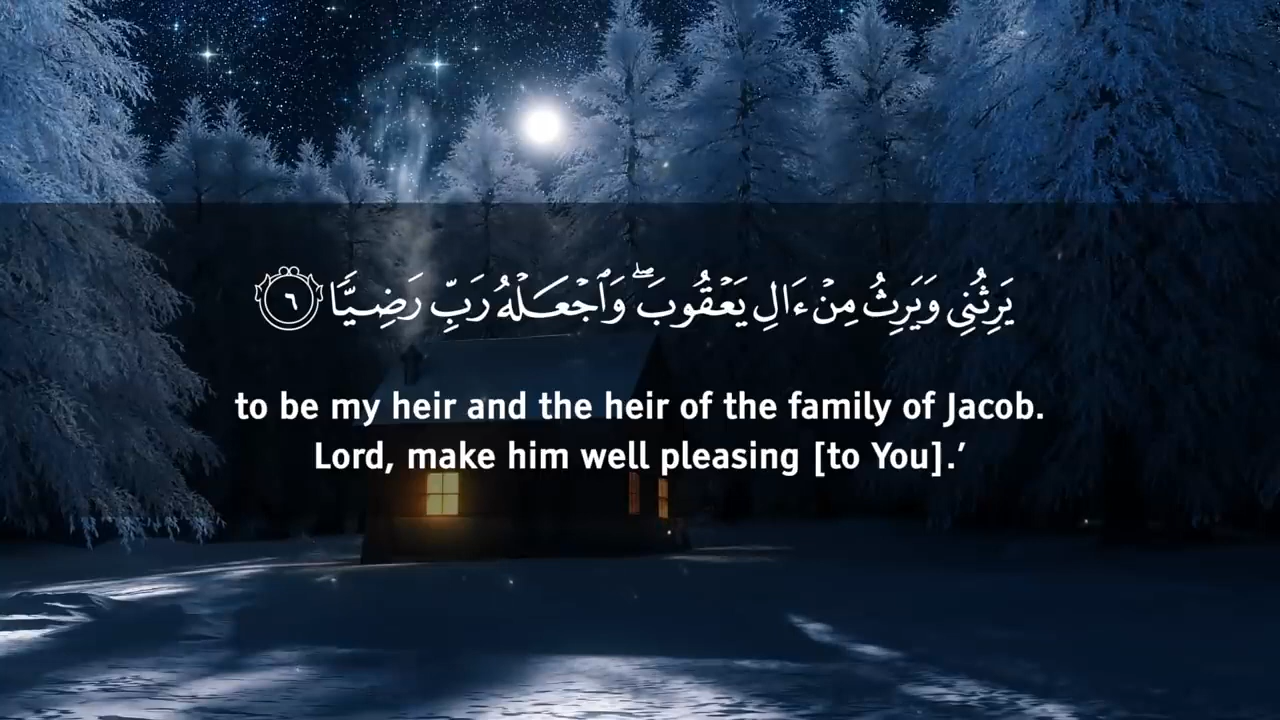 يَرِثُنِي وَيَرِثُ مِنْ ءَالِ يَعْقُوبَۖ وَٱجْعَلْهُ رَبِّ رَضِيًّا ٦
to be my heir and the heir of the family of Jacob.
Lord, make him well pleasing [to You].’